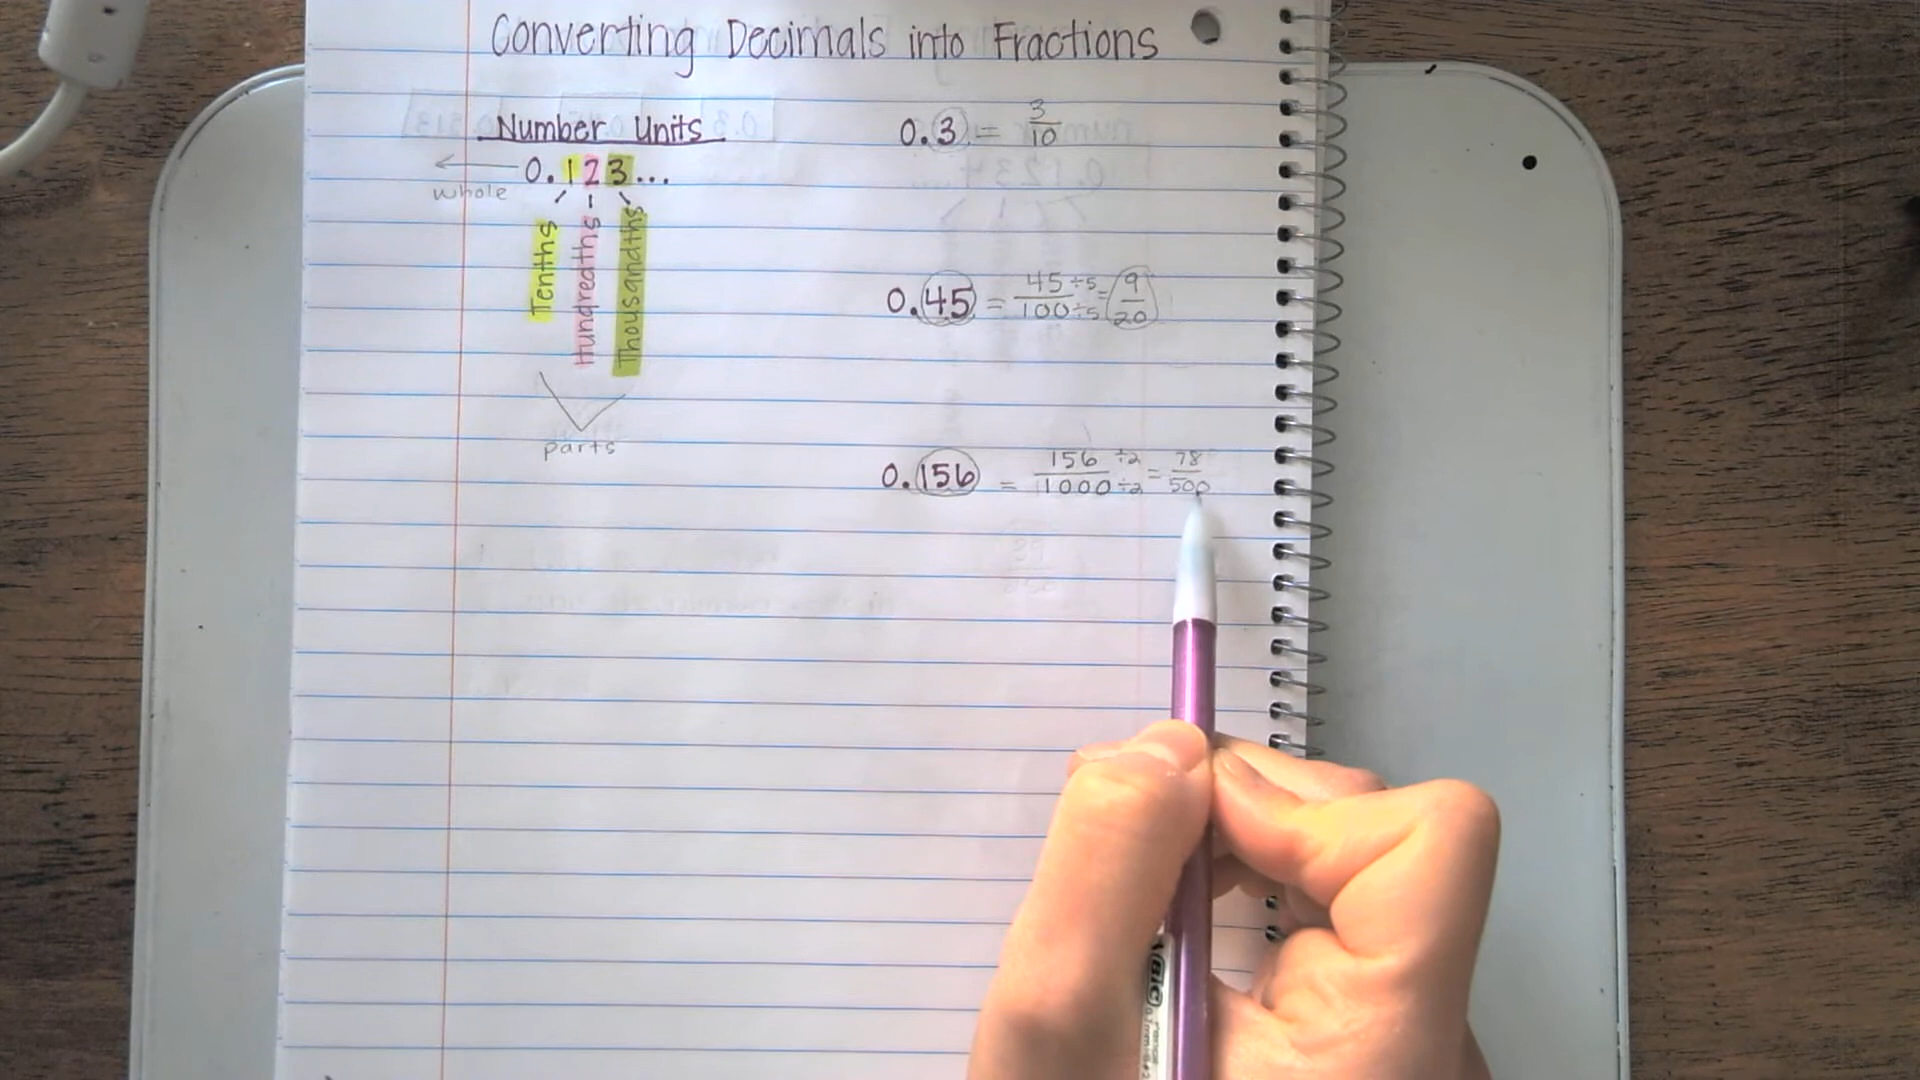 Converting Decimals into Fractions
Number Units
0.123...
whole
Tenths
Hundredths
Thousandths
parts
0.3 = 3/10
0.45 = 45/100 ÷5/÷5 = 9/20
0.156 = 156/1000 ÷2/÷2 = 78/500
BIC